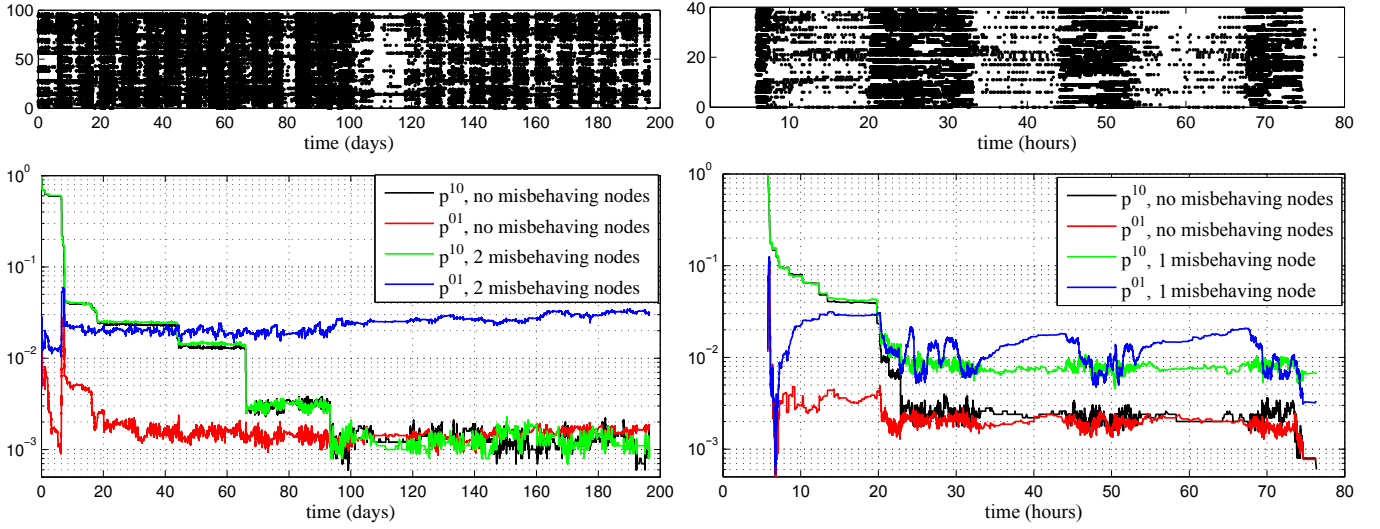 100
50
0
0 20 40 60 80 100 120 140 160 180 200
time (days)
40
20
0
0 10 20 30 40 50 60 70 80
time (hours)
10^0
10^-1
10^-2
10^-3
p^10, no misbehaving nodes
p^01, no misbehaving nodes
p^10, 2 misbehaving nodes
p^01, 2 misbehaving nodes
0 20 40 60 80 100 120 140 160 180 200
time (days)
10^0
10^-1
10^-2
10^-3
p^10, no misbehaving nodes
p^01, no misbehaving nodes
p^10, 1 misbehaving node
p^01, 1 misbehaving node
0 10 20 30 40 50 60 70 80
time (hours)